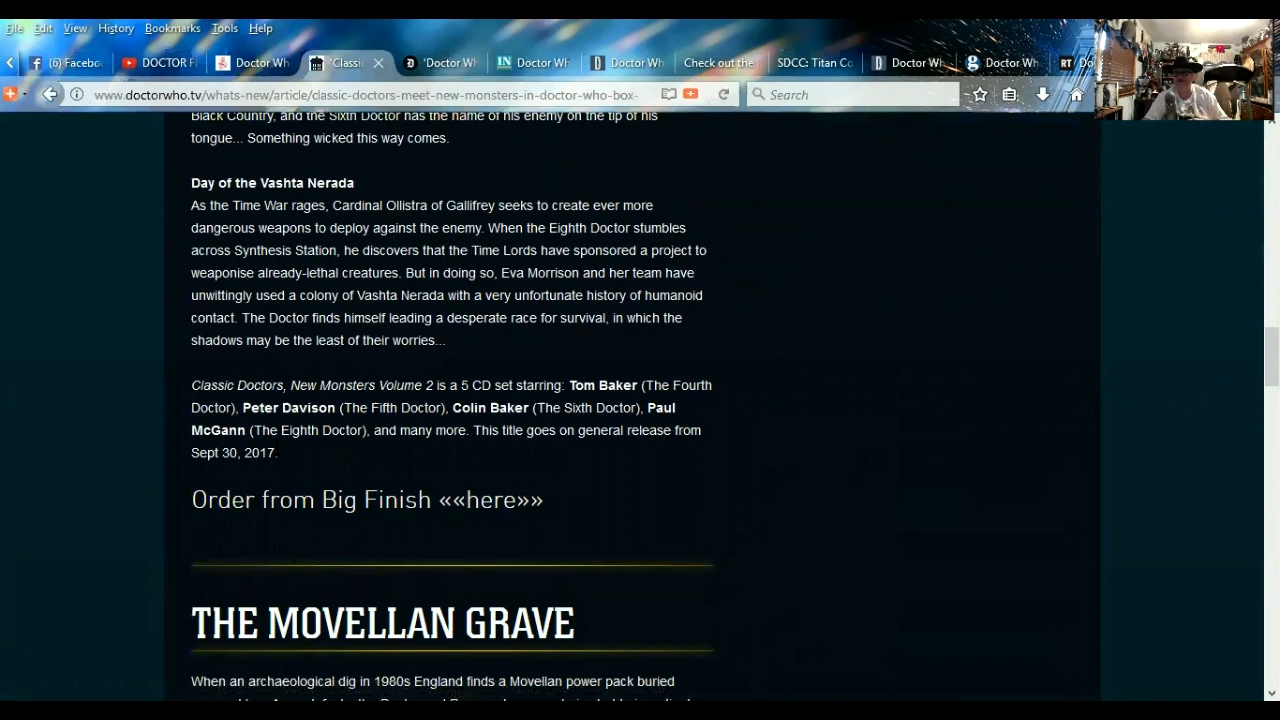 File Edit View History Bookmarks Tools Help
(6) Facebo DOCTOR F Doctor Wh 'Classic 'Doctor Wh Doctor Wh Doctor Wh Check out the SDCC: Titan Co Doctor Wh Doctor Wh Do
www.doctorwho.tv/whats-new/article/classic-doctors-meet-new-monsters-in-doctor-who-box- Search
Black Country, and the Sixth Doctor has the name of his enemy on the tip of his
tongue... Something wicked this way comes.
Day of the Vashta Nerada
As the Time War rages, Cardinal Ollistra of Gallifrey seeks to create ever more
dangerous weapons to deploy against the enemy. When the Eighth Doctor stumbles
across Synthesis Station, he discovers that the Time Lords have sponsored a project to
weaponise already-lethal creatures. But in doing so, Eva Morrison and her team have
unwittingly used a colony of Vashta Nerada with a very unfortunate history of humanoid
contact. The Doctor finds himself leading a desperate race for survival, in which the
shadows may be the least of their worries...
Classic Doctors, New Monsters Volume 2 is a 5 CD set starring: Tom Baker (The Fourth
Doctor), Peter Davison (The Fifth Doctor), Colin Baker (The Sixth Doctor), Paul
McGann (The Eighth Doctor), and many more. This title goes on general release from
Sept 30, 2017.
Order from Big Finish ««here»»
THE MOVELLAN GRAVE
When an archaeological dig in 1980s England finds a Movellan power pack buried